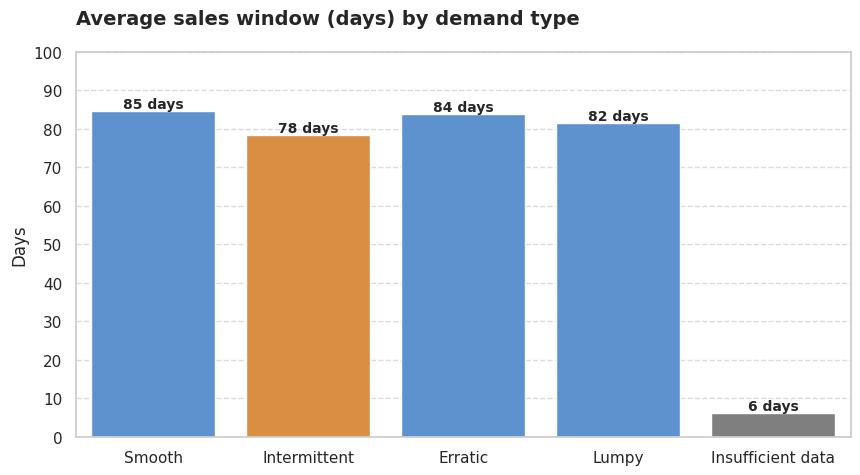 Average sales window (days) by demand type
100
90
80
70
60
50
40
30
20
10
0
Days
85 days
78 days
84 days
82 days
6 days
Smooth
Intermittent
Erratic
Lumpy
Insufficient data